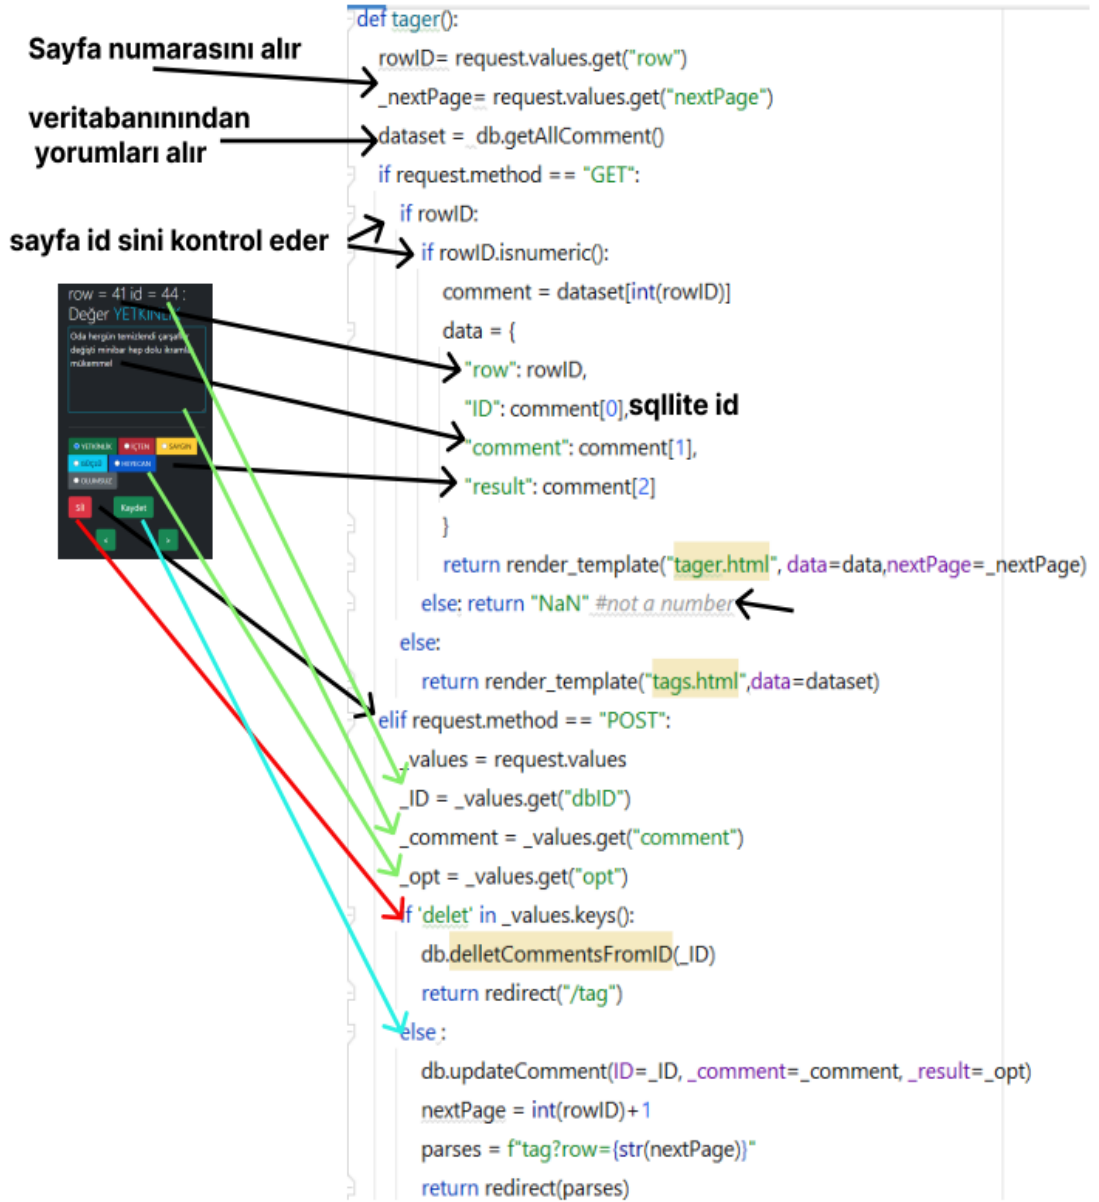 def tager():
Sayfa numarasını alır
rowID= request.values.get("row")
_nextPage= request.values.get("nextPage")
veritabanınından
yorumları alır
dataset = db.getAllComment()
if request.method == "GET":
if rowID:
sayfa id sini kontrol eder
if rowID.isnumeric():
comment = dataset[int(rowID)]
data = {
"row": rowID,
"ID": comment[0],sqllite id
"comment": comment[1],
"result": comment[2]
}
return render_template("tager.html", data=data,nextPage=_nextPage)
else: return "NaN" #not a number
else:
return render_template("tags.html",data=dataset)
elif request.method == "POST":
_values = request.values
_ID = _values.get("dbID")
_comment = _values.get("comment")
_opt = _values.get("opt")
if 'delet' in _values.keys():
db.delletCommentsFromID(_ID)
return redirect("/tag")
else :
db.updateComment(ID=_ID, _comment=_comment, _result=_opt)
nextPage = int(rowID)+1
parses = f"tag?row={str(nextPage)}"
return redirect(parses)
row = 41 id = 44 :
Değer YETKİNLİK
Oda hergün temizlendi çarşaflar
değişti minibar hep dolu ikramlar
mükemmel
YETKİNLİK İÇTEN SAYGIN
HEYECAN
OLUMSUZ
Sil Kaydet
< >